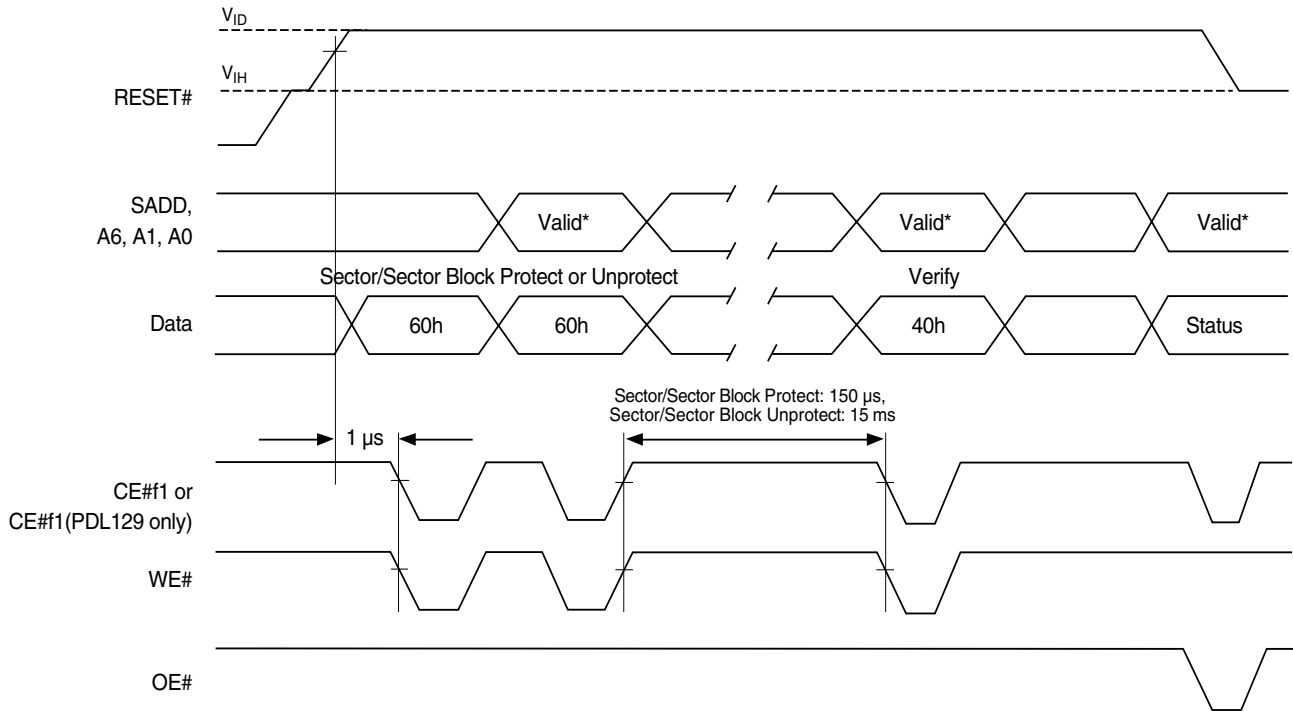 VID
VIH
RESET#
SADD,
A6, A1, A0
Valid*
Valid*
Valid*
Sector/Sector Block Protect or Unprotect
Verify
Data
60h
60h
40h
Status
Sector/Sector Block Protect: 150 µs,
Sector/Sector Block Unprotect: 15 ms
1 µs
CE#f1 or
CE#f1(PDL129 only)
WE#
OE#